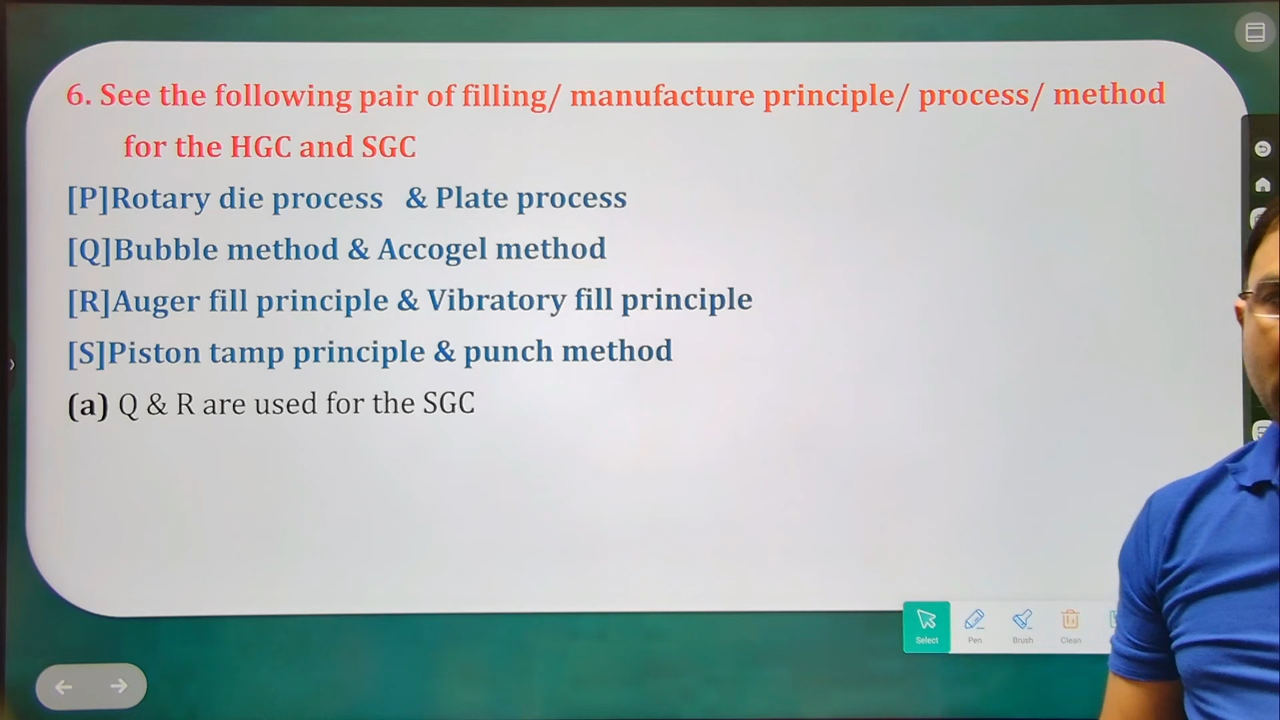 6. See the following pair of filling/ manufacture principle/ process/ method
for the HGC and SGC
[P]Rotary die process & Plate process
[Q]Bubble method & Accogel method
[R]Auger fill principle & Vibratory fill principle
[S]Piston tamp principle & punch method
(a) Q & R are used for the SGC
Select
Pen
Brush
Clean